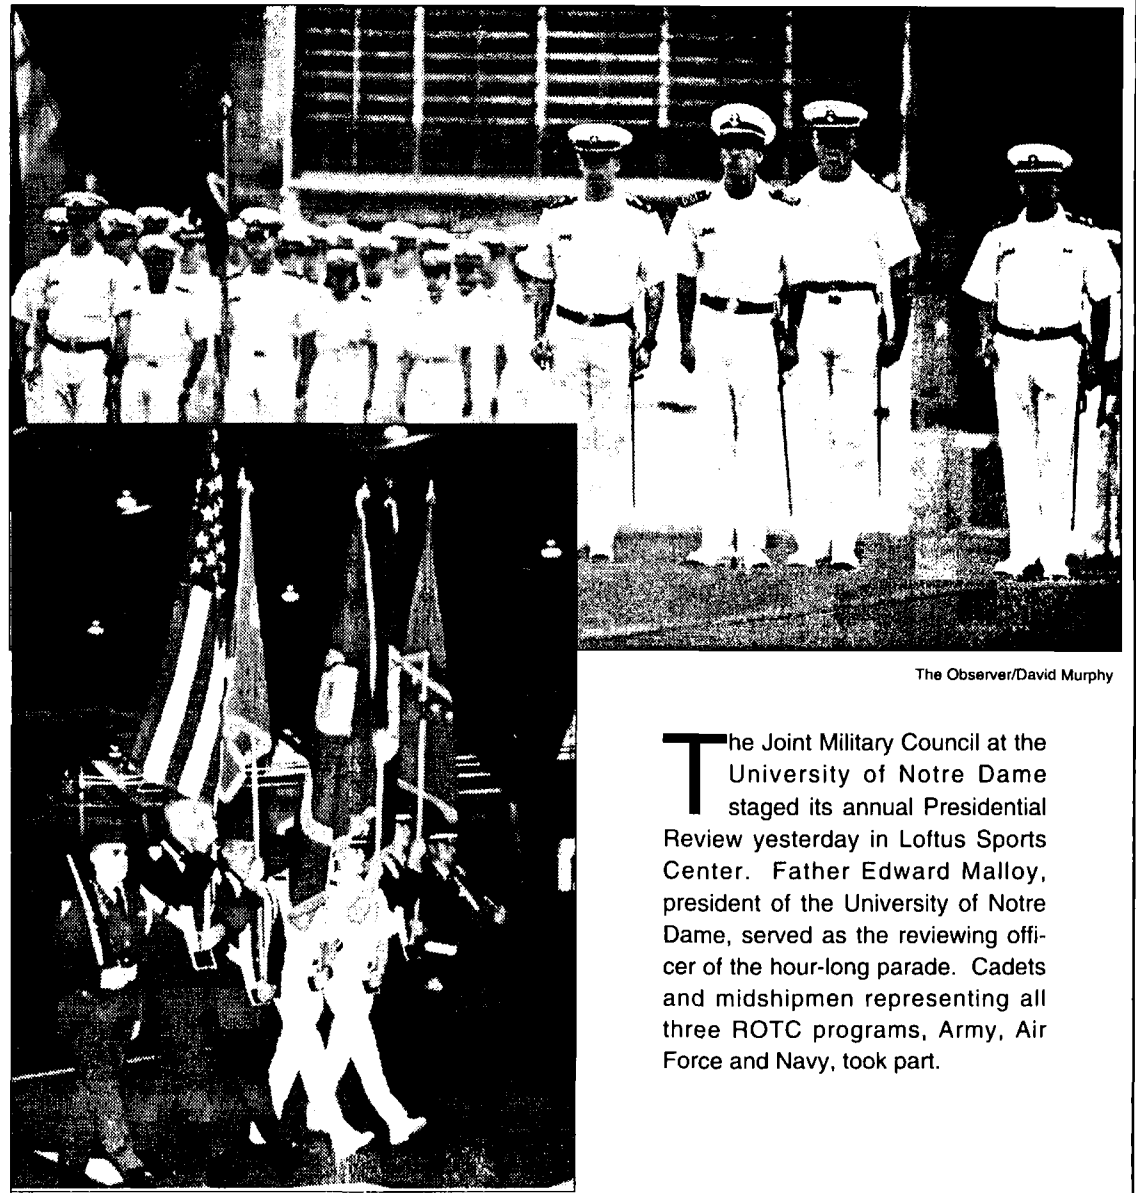 The Observer/David Murphy
The Joint Military Council at the
University of Notre Dame
staged its annual Presidential
Review yesterday in Loftus Sports
Center. Father Edward Malloy,
president of the University of Notre
Dame, served as the reviewing offi-
cer of the hour-long parade. Cadets
and midshipmen representing all
three ROTC programs, Army, Air
Force and Navy, took part.